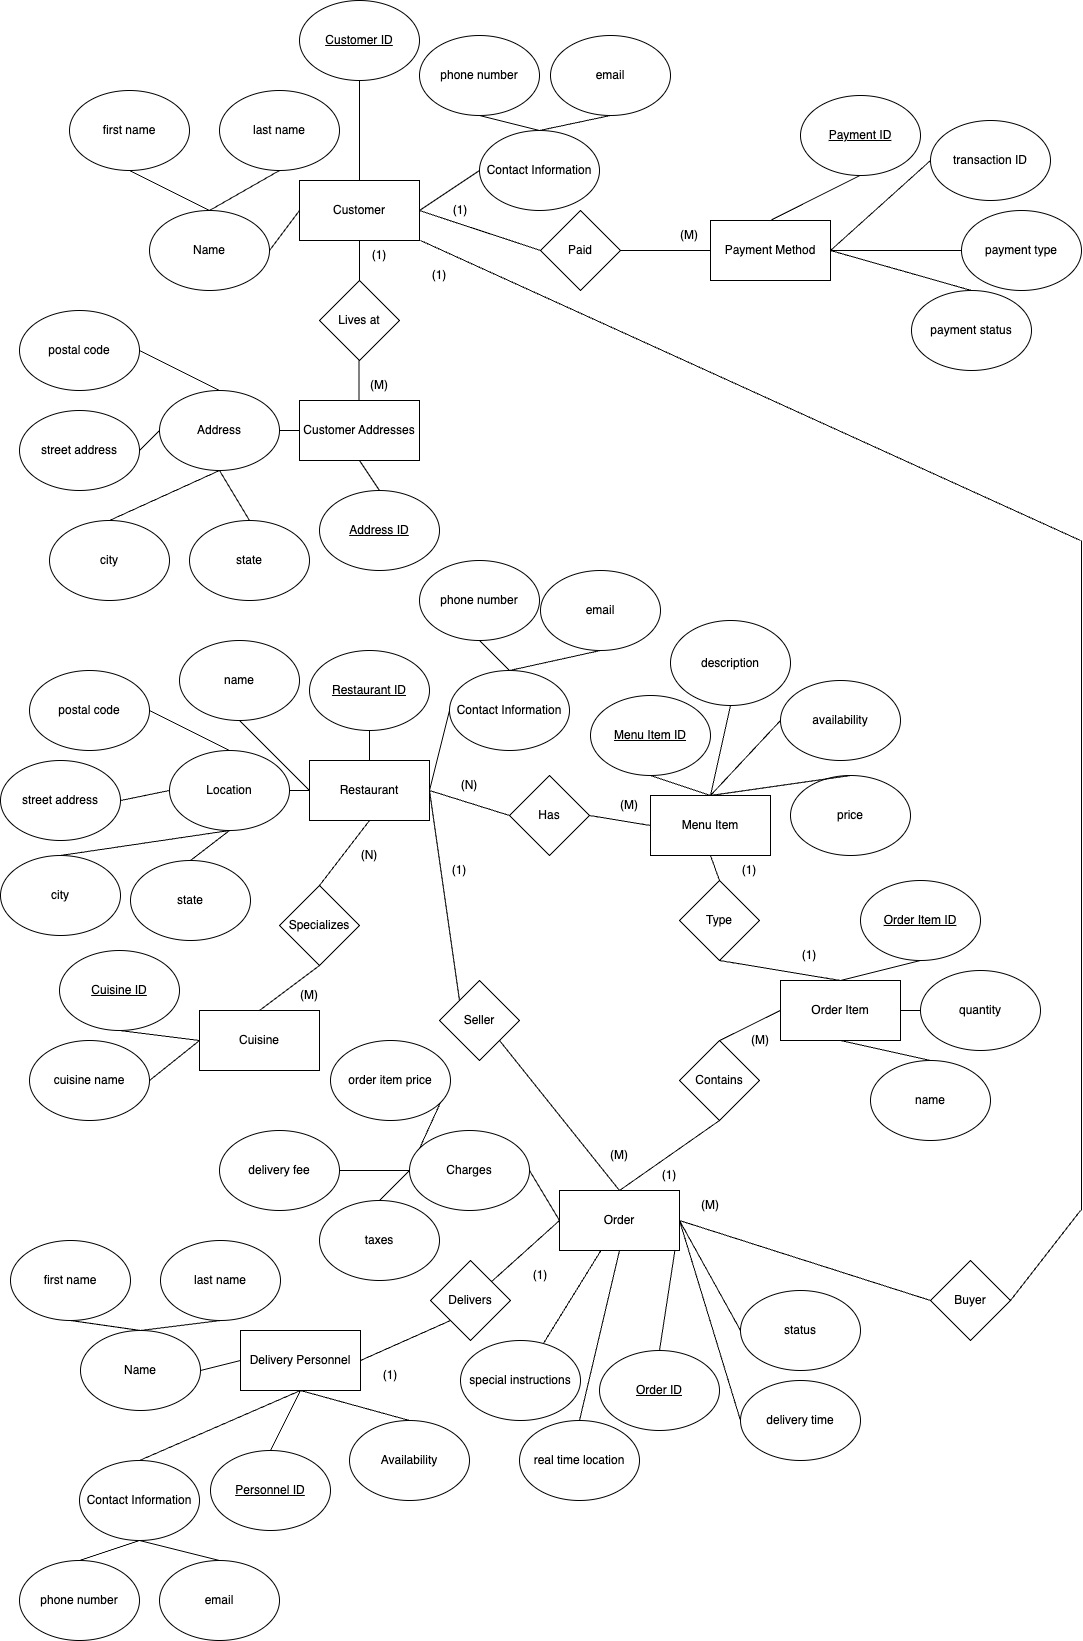 Customer ID
phone number
email
first name
last name
Payment ID
transaction ID
Contact Information
Customer
(1)
Name
Paid
(M)
Payment Method
payment type
(1)
(1)
Lives at
payment status
postal code
(M)
Address
Customer Addresses
street address
Address ID
city
state
phone number
email
description
name
Restaurant ID
postal code
Contact Information
availability
Menu Item ID
Location
Restaurant
(N)
street address
(M)
Has
price
Menu Item
(N)
(1)
(1)
city
state
Specializes
Type
Order Item ID
(1)
Cuisine ID
(M)
Order Item
quantity
Seller
Cuisine
(M)
cuisine name
order item price
Contains
name
(M)
delivery fee
Charges
(1)
(M)
Order
taxes
(1)
first name
last name
Delivers
Buyer
status
Name
Delivery Personnel
(1)
special instructions
Order ID
delivery time
Availability
real time location
Contact Information
Personnel ID
phone number
email